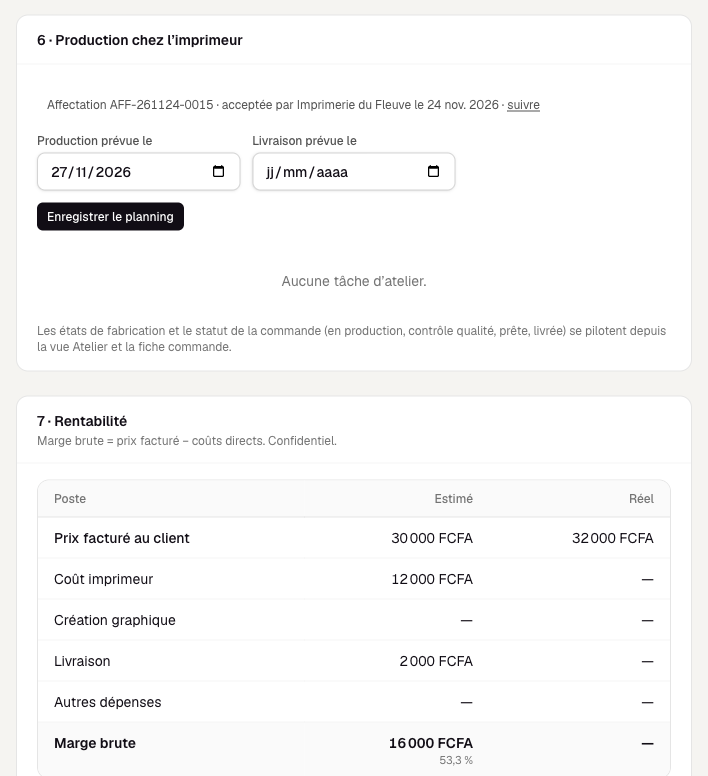 6 · Production chez l’imprimeur
Affectation AFF-261124-0015 · acceptée par Imprimerie du Fleuve le 24 nov. 2026 · suivre
Production prévue le
Livraison prévue le
27/11/2026
jj/mm/aaaa
Enregistrer le planning
Aucune tâche d’atelier.
Les états de fabrication et le statut de la commande (en production, contrôle qualité, prête, livrée) se pilotent depuis
la vue Atelier et la fiche commande.
7 · Rentabilité
Marge brute = prix facturé − coûts directs. Confidentiel.
Poste Estimé Réel
Prix facturé au client 30 000 FCFA 32 000 FCFA
Coût imprimeur 12 000 FCFA —
Création graphique — —
Livraison 2 000 FCFA —
Autres dépenses — —
Marge brute 16 000 FCFA —
53,3 %